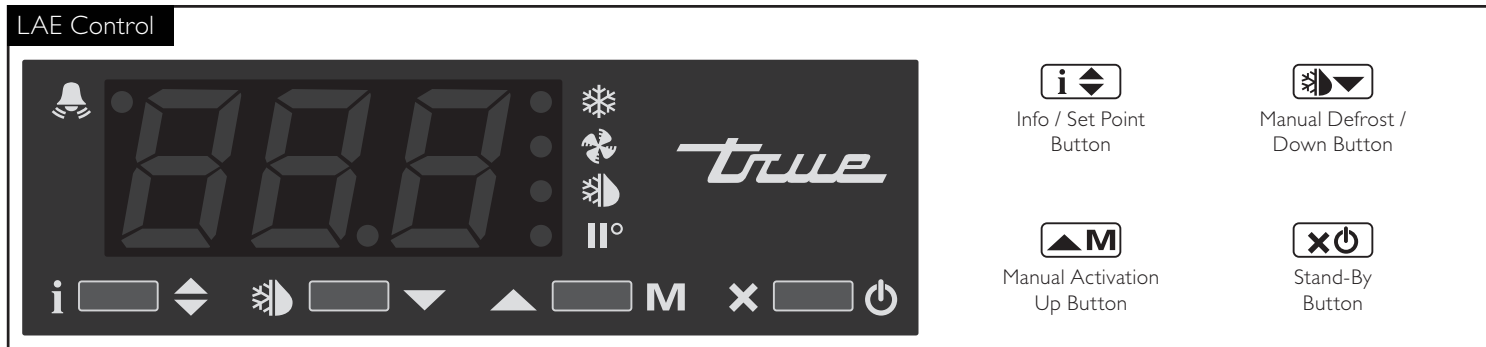 LAE Control
88.8
true
II°
i
M
i
Info / Set Point
Button
Manual Defrost /
Down Button
M
Manual Activation
Up Button
Stand-By
Button